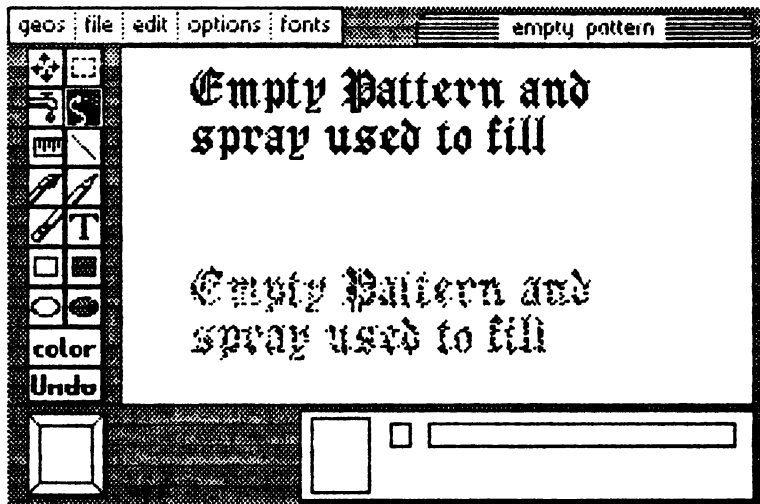 geos file edit options fonts
empty pattern
Empty Pattern and
spray used to fill
T
Empty Pattern and
spray used to fill
color
Undo